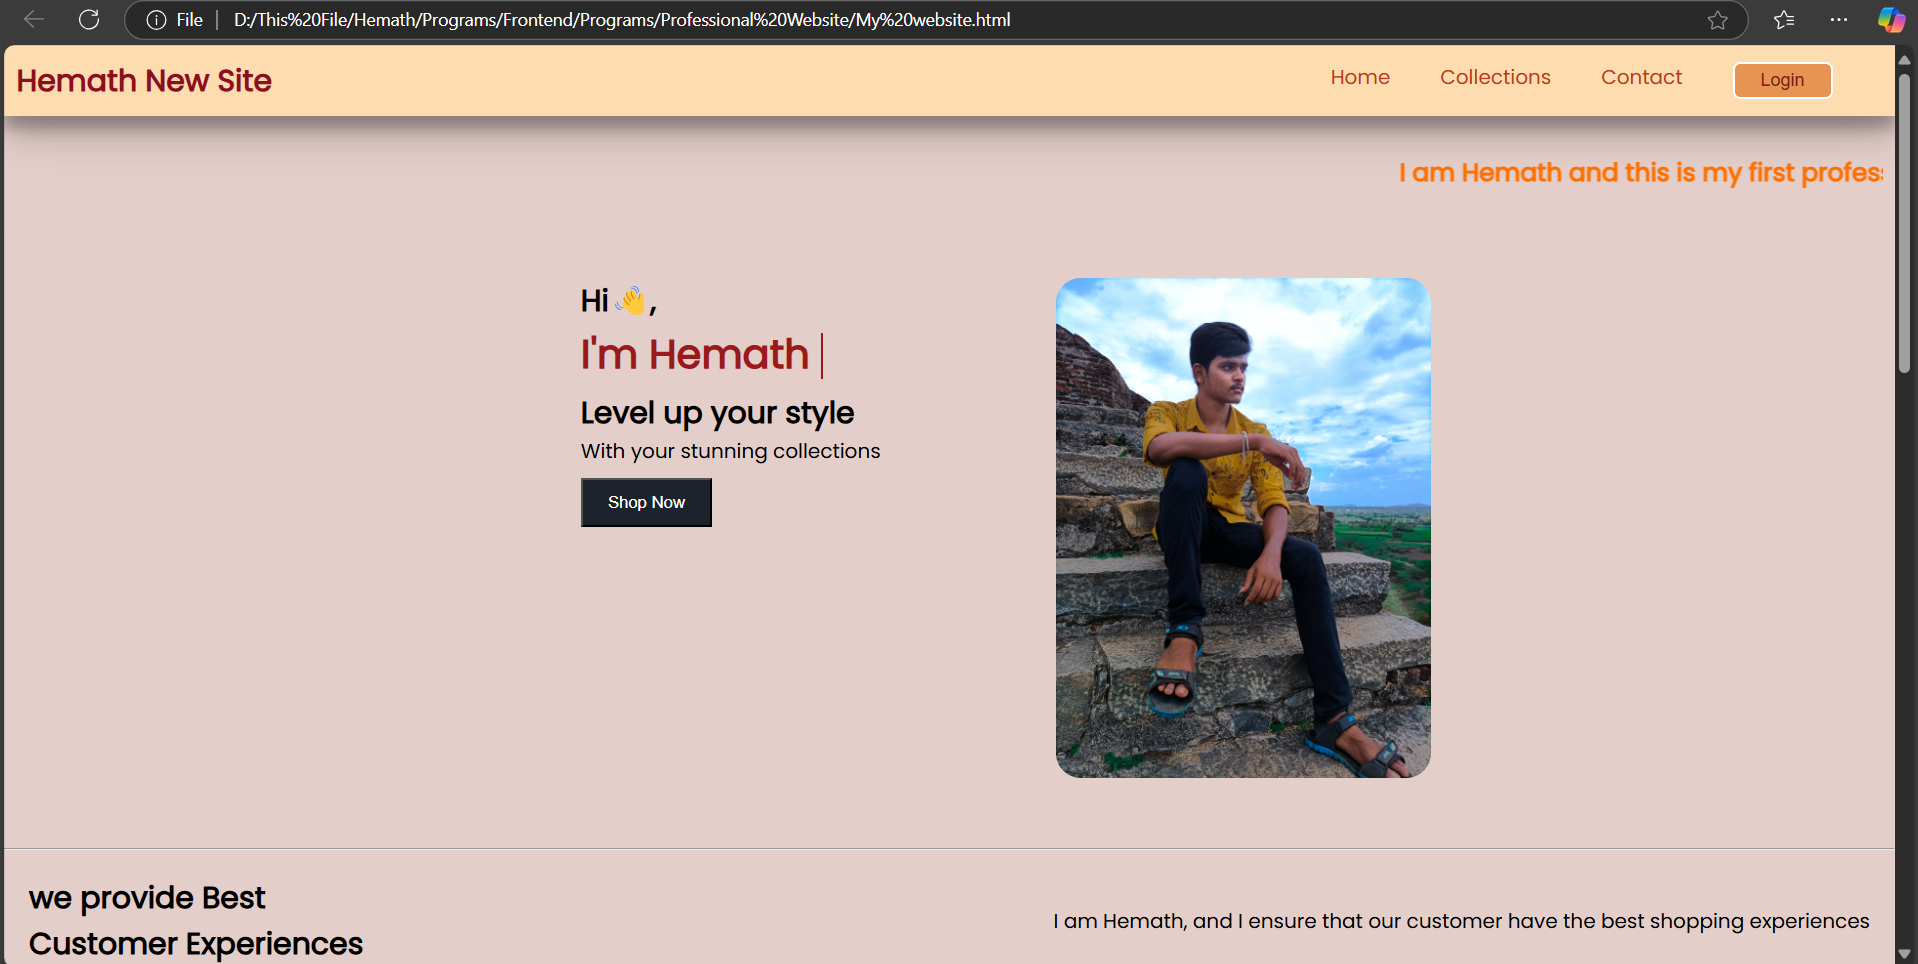 File
D:/This%20File/Hemath/Programs/Frontend/Programs/Professional%20Website/My%20website.html
Hemath New Site
Home
Collections
Contact
Login
I am Hemath and this is my first profes
Hi 👋,
I'm Hemath
Level up your style
With your stunning collections
Shop Now
we provide Best
Customer Experiences
I am Hemath, and I ensure that our customer have the best shopping experiences